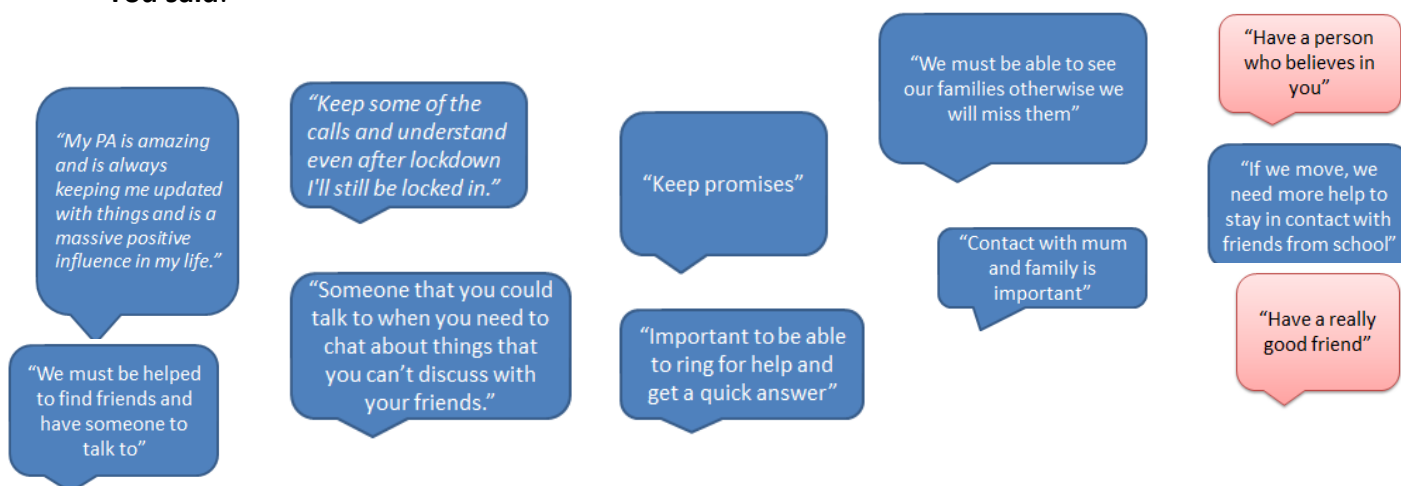 You said:
“My PA is amazing
and is always
keeping me updated
with things and is a
massive positive
influence in my life.”
“We must be helped
to find friends and
have someone to
talk to”
“Keep some of the
calls and understand
even after lockdown
I'll still be locked in.”
“Someone that you could
talk to when you need to
chat about things that
you can’t discuss with
your friends.”
“Keep promises”
“Important to be able
to ring for help and
get a quick answer”
“We must be able to see
our families otherwise we
will miss them”
“Contact with mum
and family is
important”
“Have a person
who believes in
you”
“If we move, we
need more help to
stay in contact with
friends from school”
“Have a really
good friend”